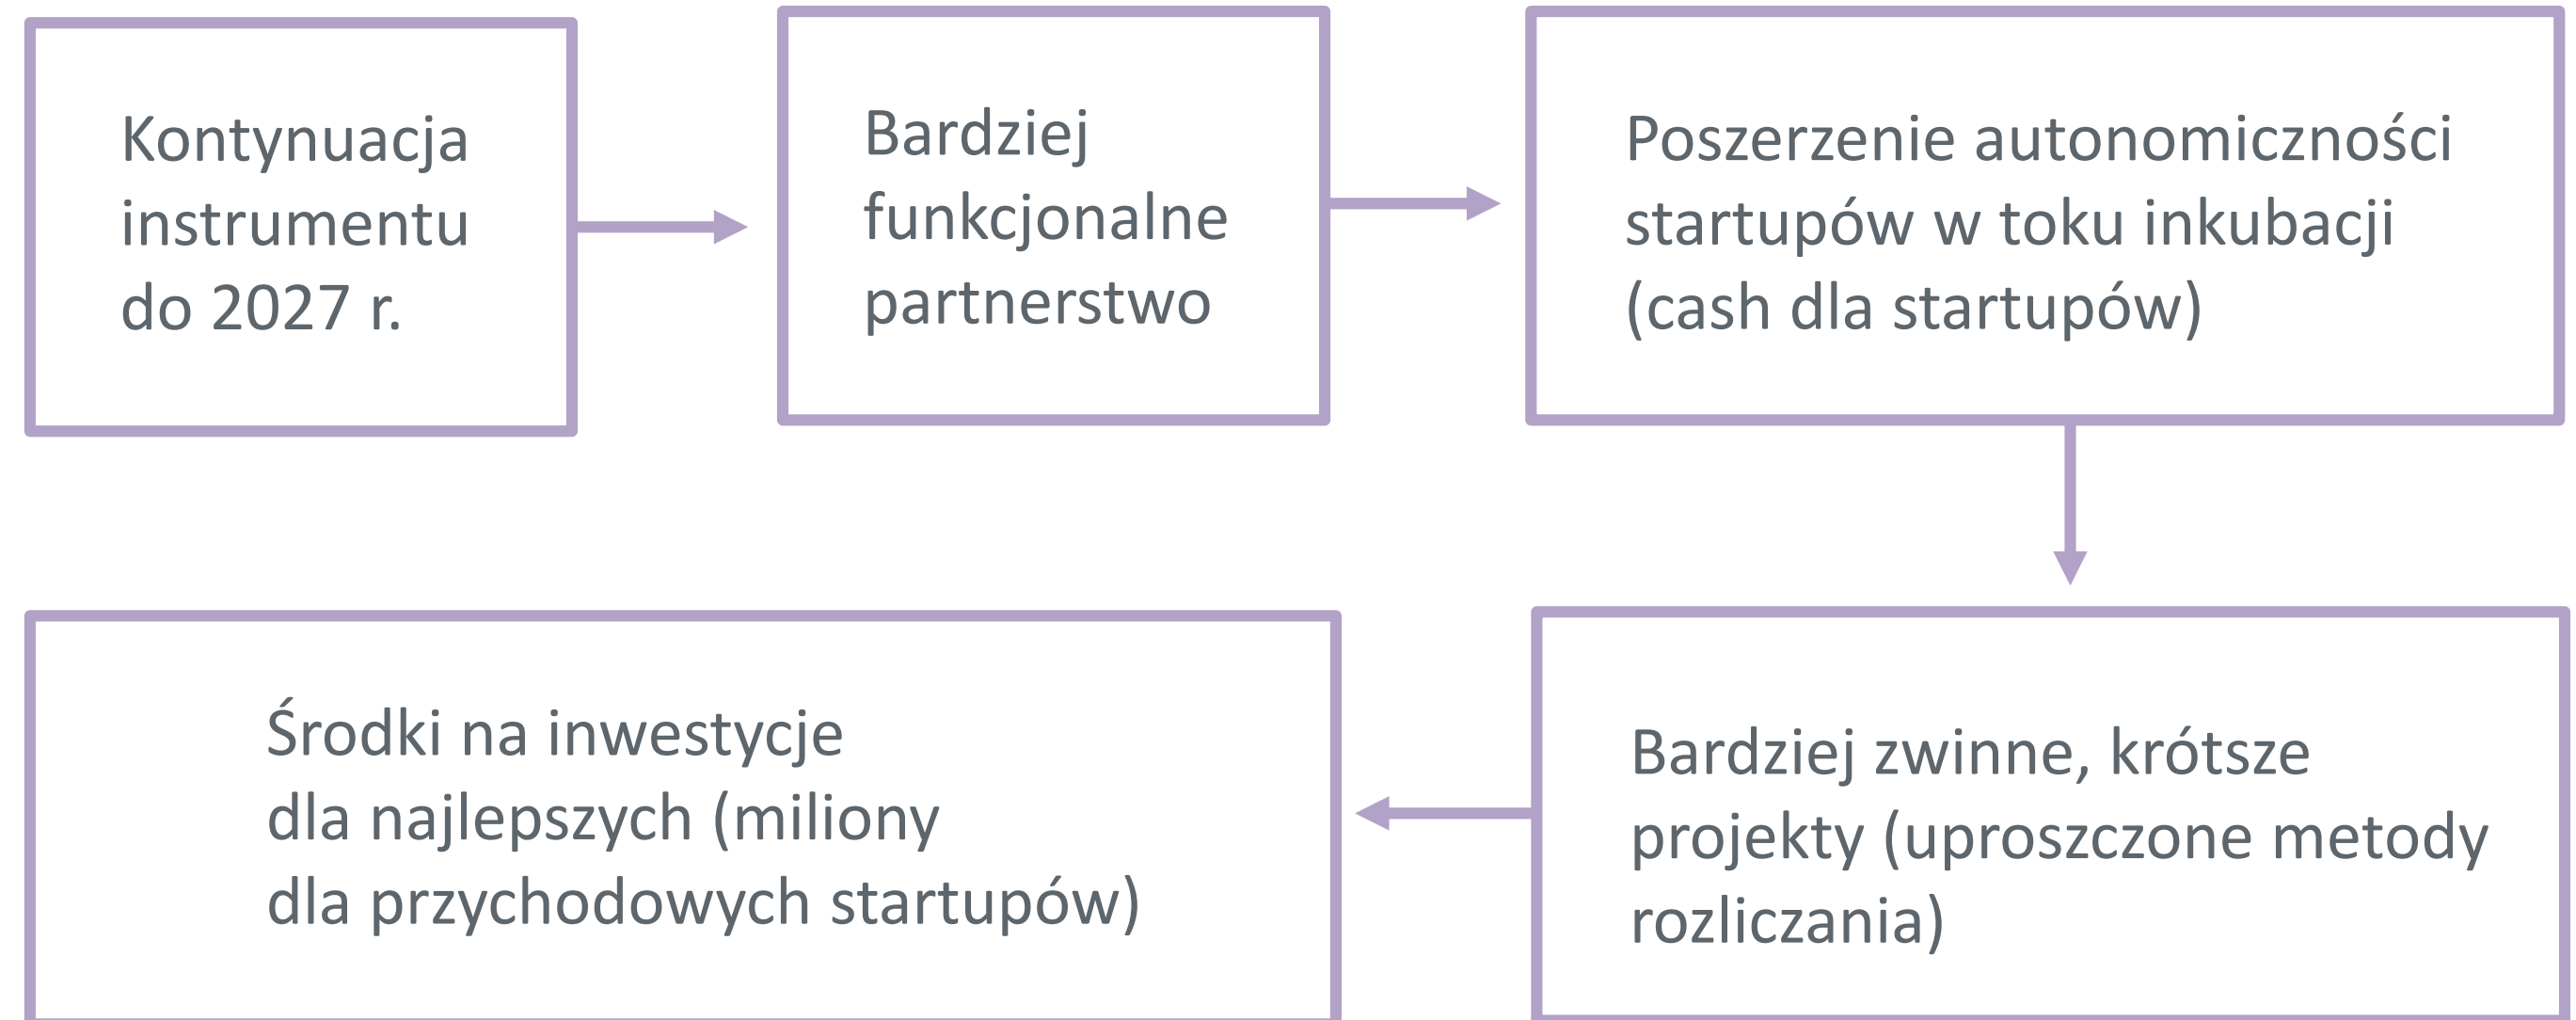 Kontynuacja
instrumentu
do 2027 r.
Bardziej
funkcjonalne
partnerstwo
Poszerzenie autonomiczności
startupów w toku inkubacji
(cash dla startupów)
Bardziej zwinne, krótsze
projekty (uproszczone metody
rozliczania)
Środki na inwestycje
dla najlepszych (miliony
dla przychodowych startupów)